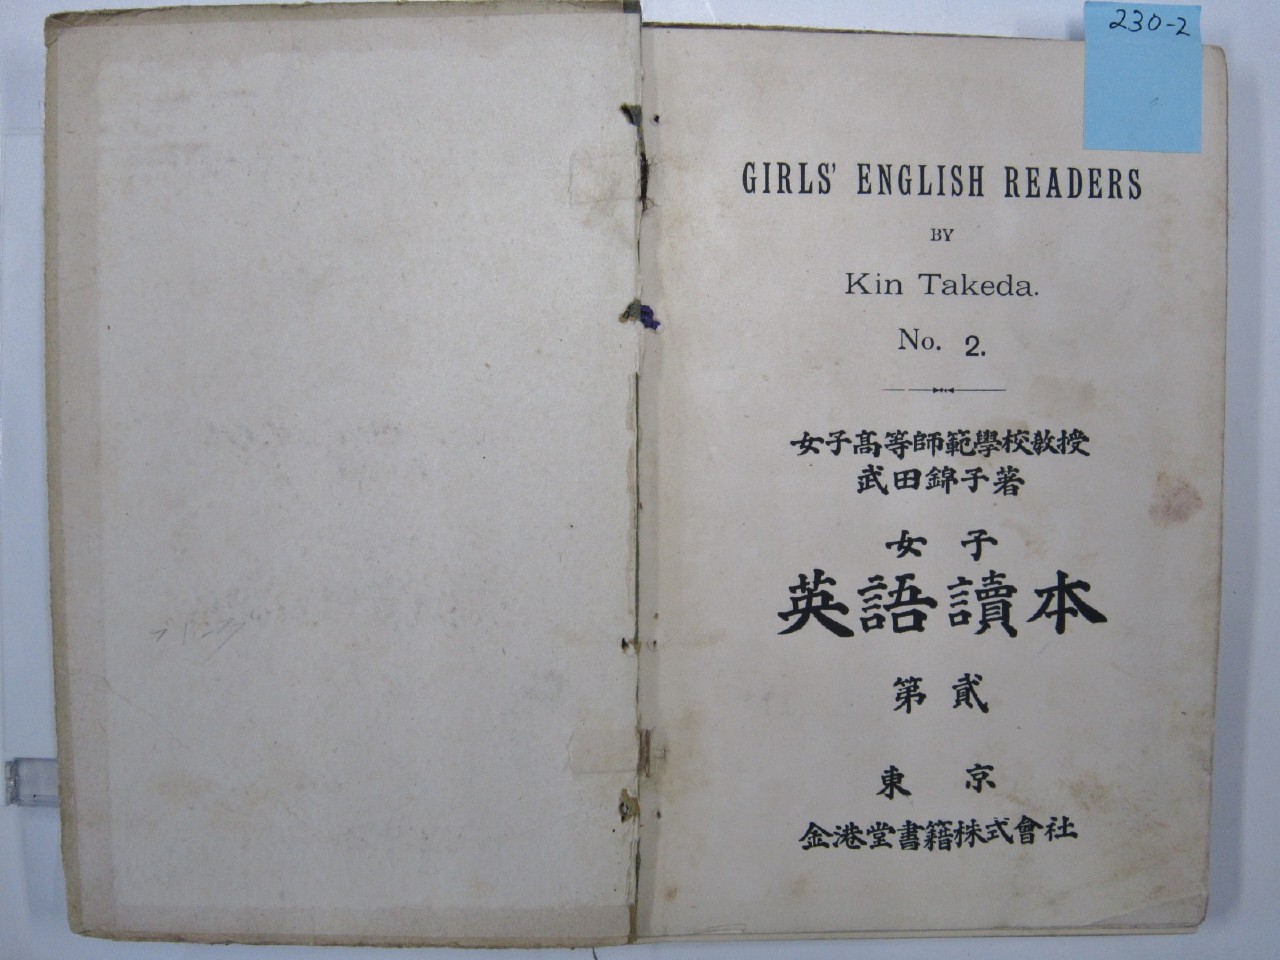 230-2
GIRLS' ENGLISH READERS
BY
Kin Takeda.
No. 2.
女子髙等師範學校教授
武田錦子著
女子
英語讀本
第貳
東京
金港堂書籍株式會社